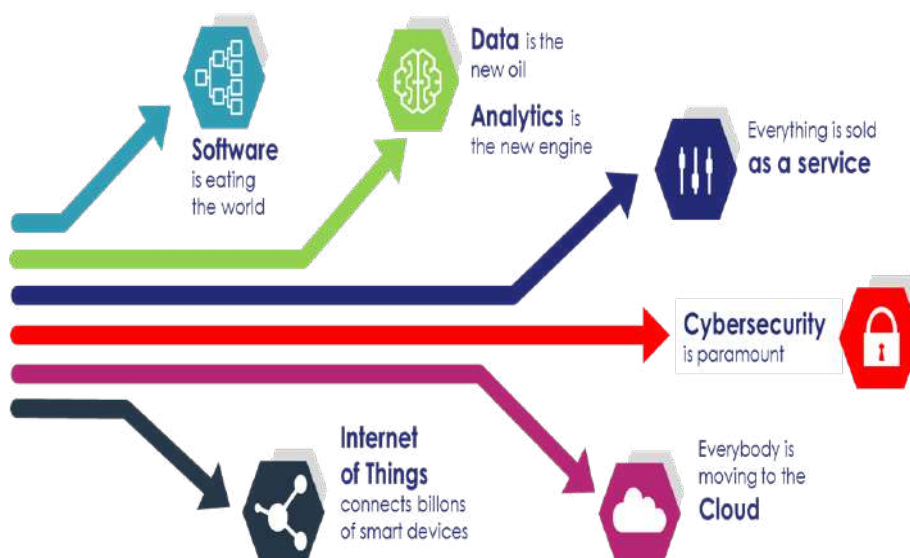 Data is the
new oil
Analytics is
the new engine
Software
is eating
the world
Everything is sold
as a service
Cybersecurity
is paramount
Internet
of Things
connects billons
of smart devices
Everybody is
moving to the
Cloud